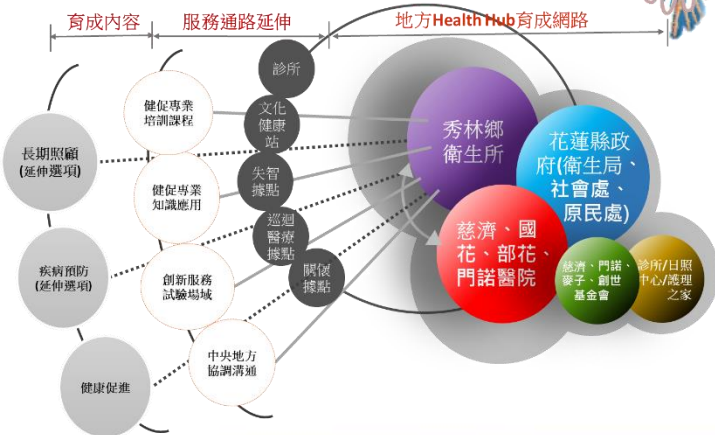 育成內容
服務通路延伸
地方Health Hub育成網路
長期照顧
(延伸選項)
疾病預防
(延伸選項)
健康促進
健促專業
培訓課程
健促專業
知識應用
創新服務
試驗場域
中央地方
協調溝通
診所
文化
健康
站
失智
據點
巡迴
醫療
據點
關懷
據點
秀林鄉
衛生所
花蓮縣政
府(衛生局、
社會處、
原民處)
慈濟、國
花、部花、
門諾醫院
慈濟、門諾、
麥子、創世
基金會
診所/日照
中心/護理
之家